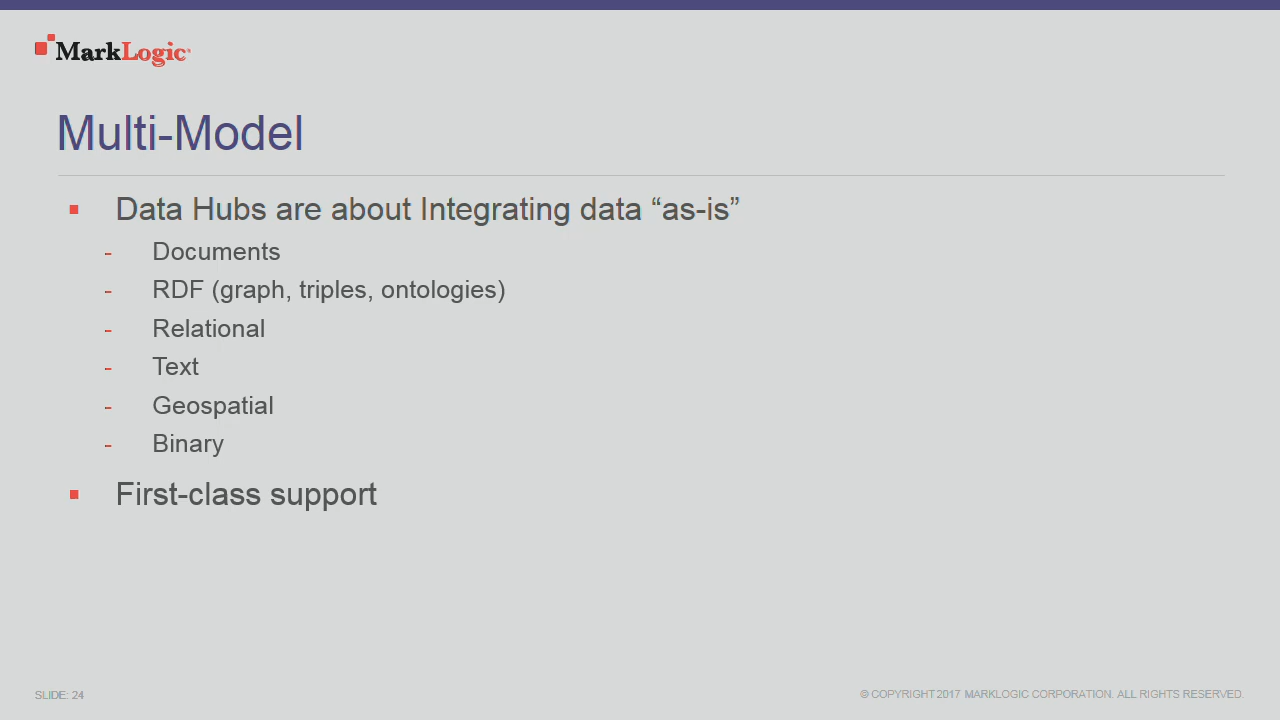 MarkLogic
Multi-Model
▪ Data Hubs are about Integrating data “as-is”
- Documents
- RDF (graph, triples, ontologies)
- Relational
- Text
- Geospatial
- Binary
▪ First-class support
SLIDE: 24
© COPYRIGHT 2017 MARKLOGIC CORPORATION. ALL RIGHTS RESERVED.